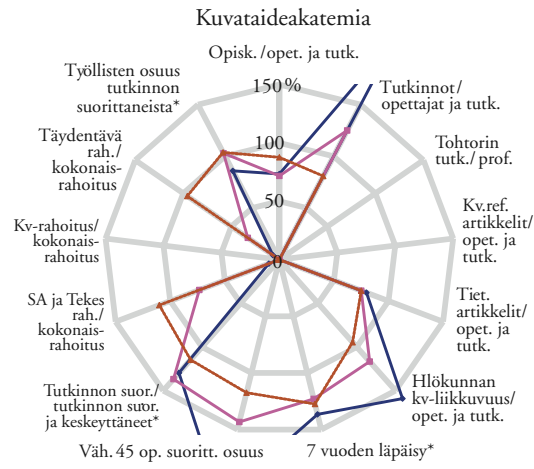 Kuvataideakatemia
Opisk./opet. ja tutk.
Työllisten osuus
tutkinnon
suorittaneista*
150 %
Tutkinnot/
opettajat ja tutk.
Täydentävä
rah./
kokonais-
rahoitus
100
Tohtorin
tutk./ prof.
50
Kv-rahoitus/
kokonais-
rahoitus
Kv.ref.
artikkelit/
opet. ja
tutk.
0
SA ja Tekes
rah./
kokonais-
rahoitus
Tiet.
artikkelit/
opet. ja
tutk.
Tutkinnon suor./
tutkinnon suor.
ja keskeyttäneet*
Hlökunnan
kv-liikkuvuus/
opet. ja tutk.
Väh. 45 op. suoritt. osuus
7 vuoden läpäisy*